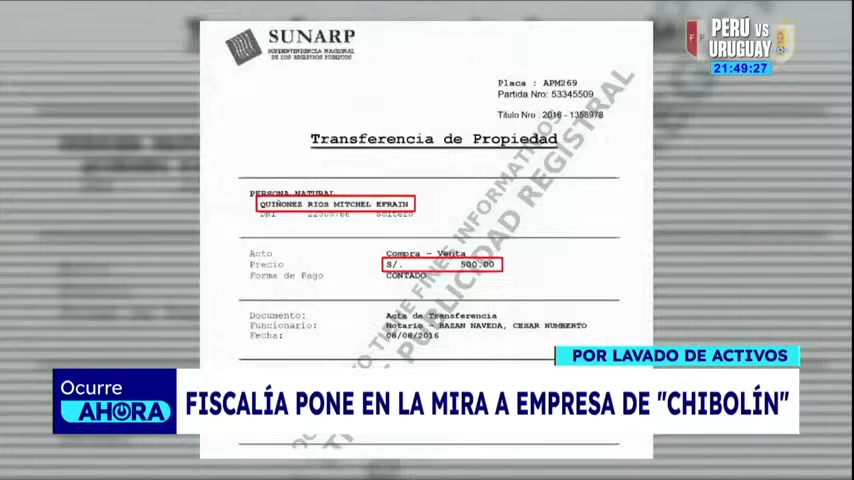 SUNARP
SUPERINTENDENCIA NACIONAL
DE LOS REGISTROS PÚBLICOS
PERÚ VS
URUGUAY
21:49:27
Placa : APM269
Partida Nro: 53345509
Titulo Nro : 2016 - 1358978
Transferencia de Propiedad
PERSONA NATURAL
QUIÑONEZ RIOS MITCHEL EFRAIN
Acto Compra - Venta
Precio S/. 500.00
Forma de Pago CONTADO
Documento: Acta de Transferencia
Funcionario: Notario - BAZAN NAVEDA, CESAR HUMBERTO
Fecha: 08/08/2016
FINES INFORMATIVOS
PUBLICIDAD REGISTRAL
POR LAVADO DE ACTIVOS
Ocurre
AHORA
FISCALÍA PONE EN LA MIRA A EMPRESA DE "CHIBOLÍN"